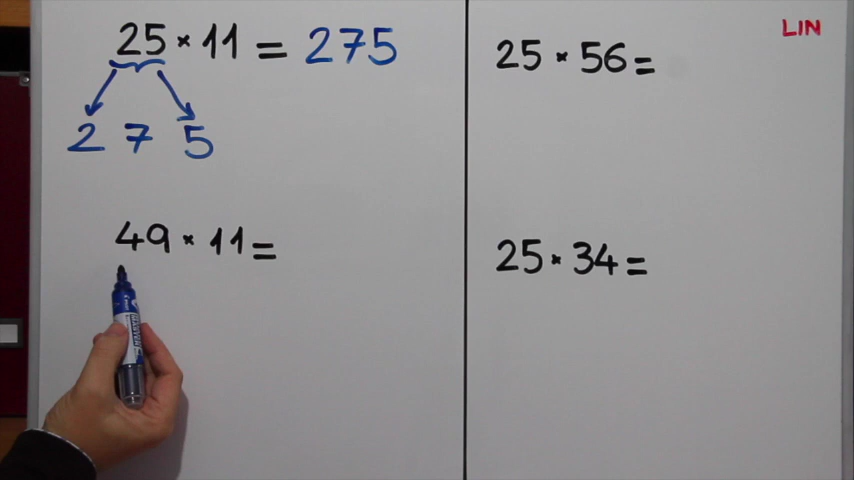 25 × 11 = 275
2 7 5
49 × 11 =
LIN
25 × 56 =
25 × 34 =